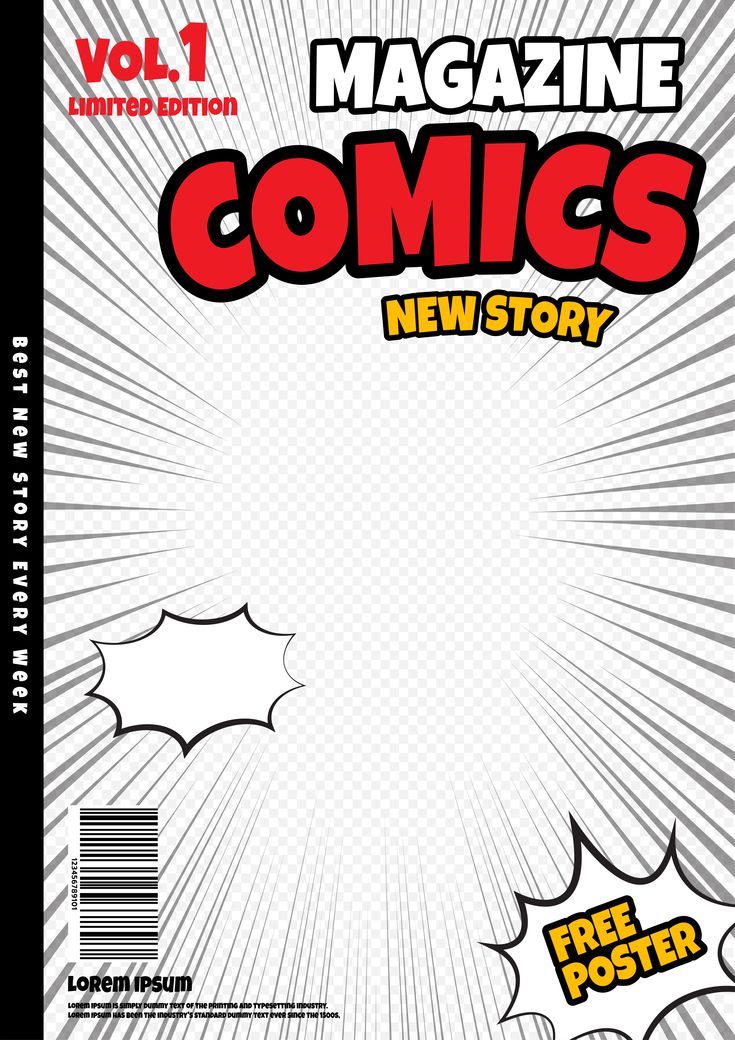 VOL.1
LIMITED EDITION
MAGAZINE
COMICS
NEW STORY
BEST NEW STORY EVERY WEEK
123456789101
LOREM IPSUM
LOREM IPSUM IS SIMPLY DUMMY TEXT OF THE PRINTING AND TYPESETTING INDUSTRY.
LOREM IPSUM HAS BEEN THE INDUSTRY'S STANDARD DUMMY TEXT EVER SINCE THE 1500S.
FREE
POSTER